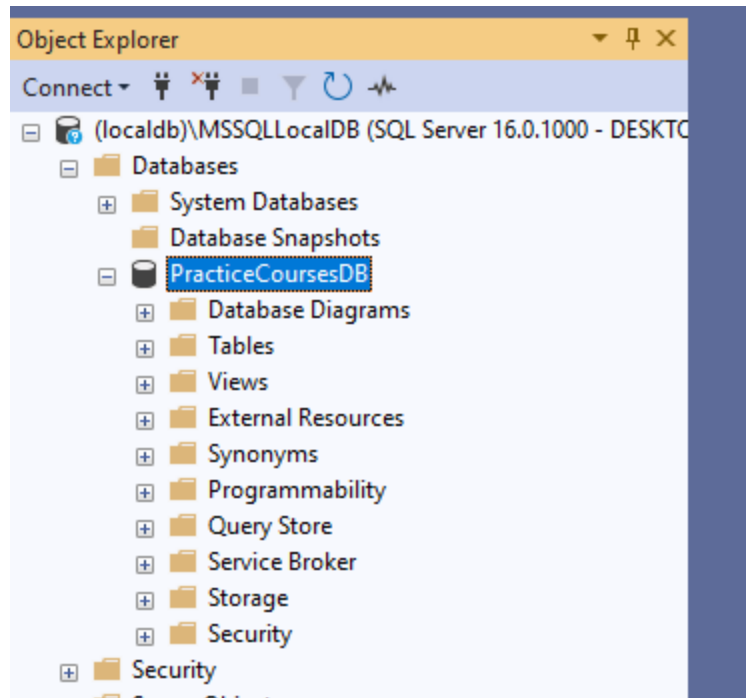 Object Explorer
Connect
(localdb)\MSSQLLocalDB (SQL Server 16.0.1000 - DESKTO
Databases
System Databases
Database Snapshots
PracticeCoursesDB
Database Diagrams
Tables
Views
External Resources
Synonyms
Programmability
Query Store
Service Broker
Storage
Security
Security